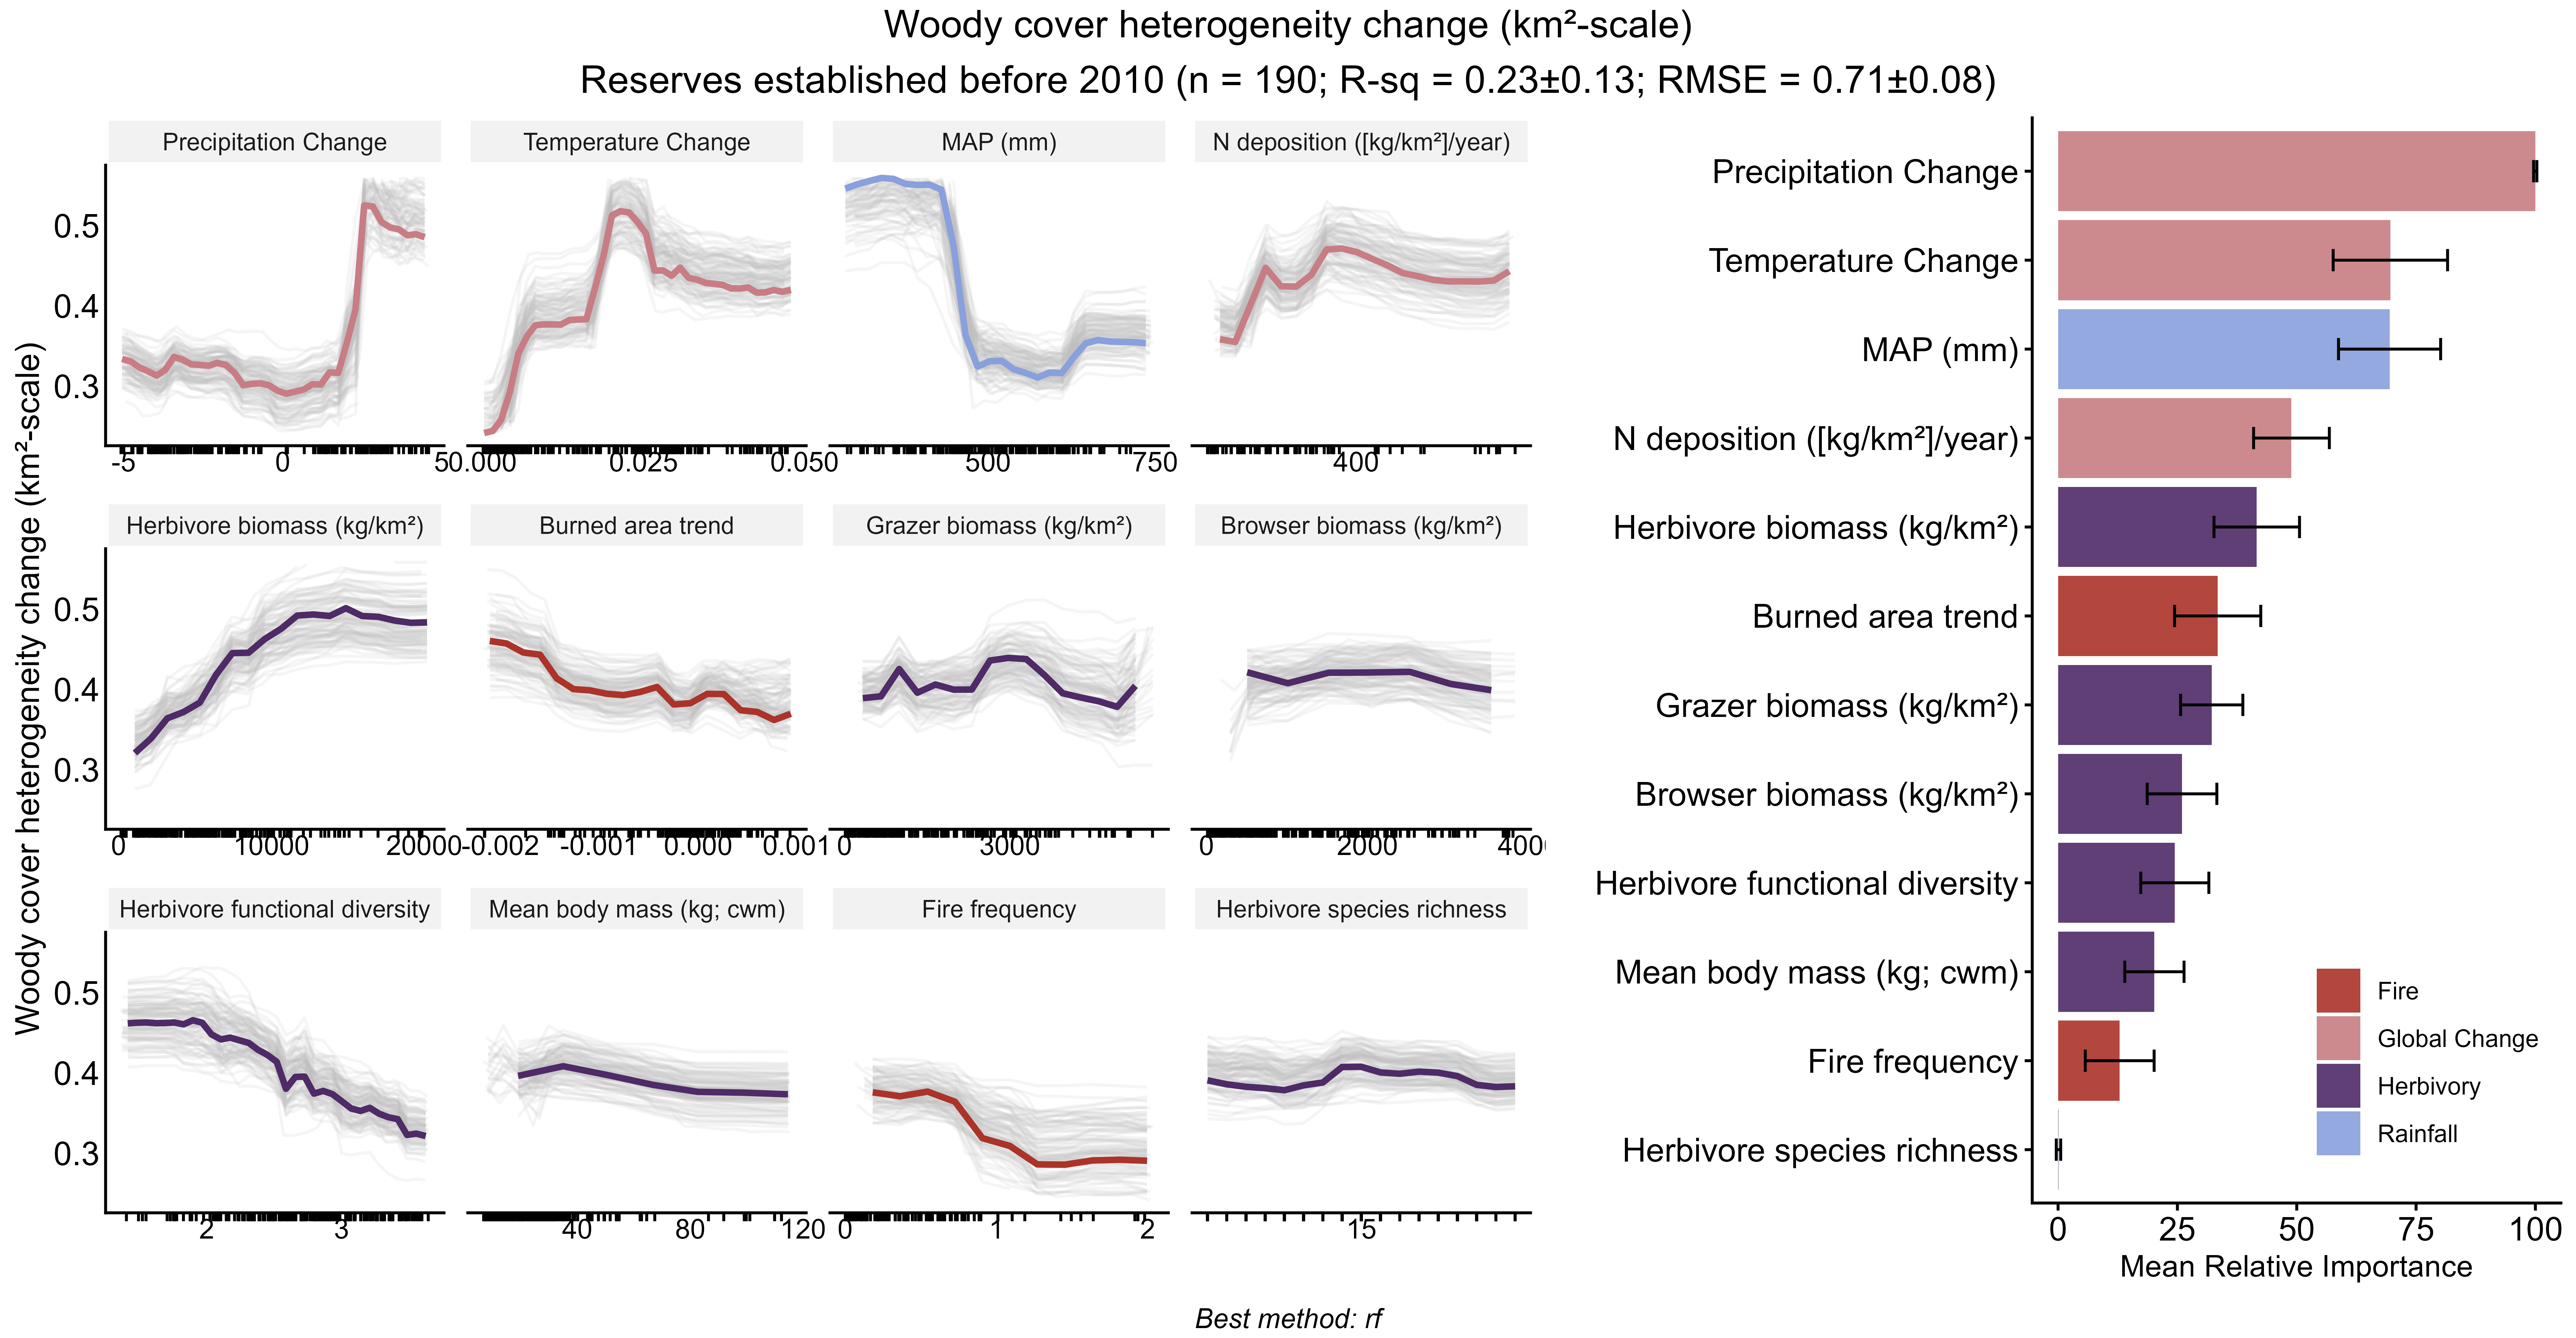 Woody cover heterogeneity change (km²-scale)
Reserves established before 2010 (n = 190; R-sq = 0.23±0.13; RMSE = 0.71±0.08)
Woody cover heterogeneity change (km²-scale)
Precipitation Change
Temperature Change
MAP (mm)
N deposition ([kg/km²]/year)
0.5
0.4
0.3
-5 0 5
0.000 0.025 0.050
500 750
400
Herbivore biomass (kg/km²)
Burned area trend
Grazer biomass (kg/km²)
Browser biomass (kg/km²)
0.5
0.4
0.3
0 10000 20000
-0.002 -0.001 0.000 0.001
0 3000
0 2000 4000
Herbivore functional diversity
Mean body mass (kg; cwm)
Fire frequency
Herbivore species richness
0.5
0.4
0.3
2 3
40 80 120
0 1 2
15
Best method: rf
Precipitation Change
Temperature Change
MAP (mm)
N deposition ([kg/km²]/year)
Herbivore biomass (kg/km²)
Burned area trend
Grazer biomass (kg/km²)
Browser biomass (kg/km²)
Herbivore functional diversity
Mean body mass (kg; cwm)
Fire frequency
Herbivore species richness
Fire
Global Change
Herbivory
Rainfall
0 25 50 75 100
Mean Relative Importance